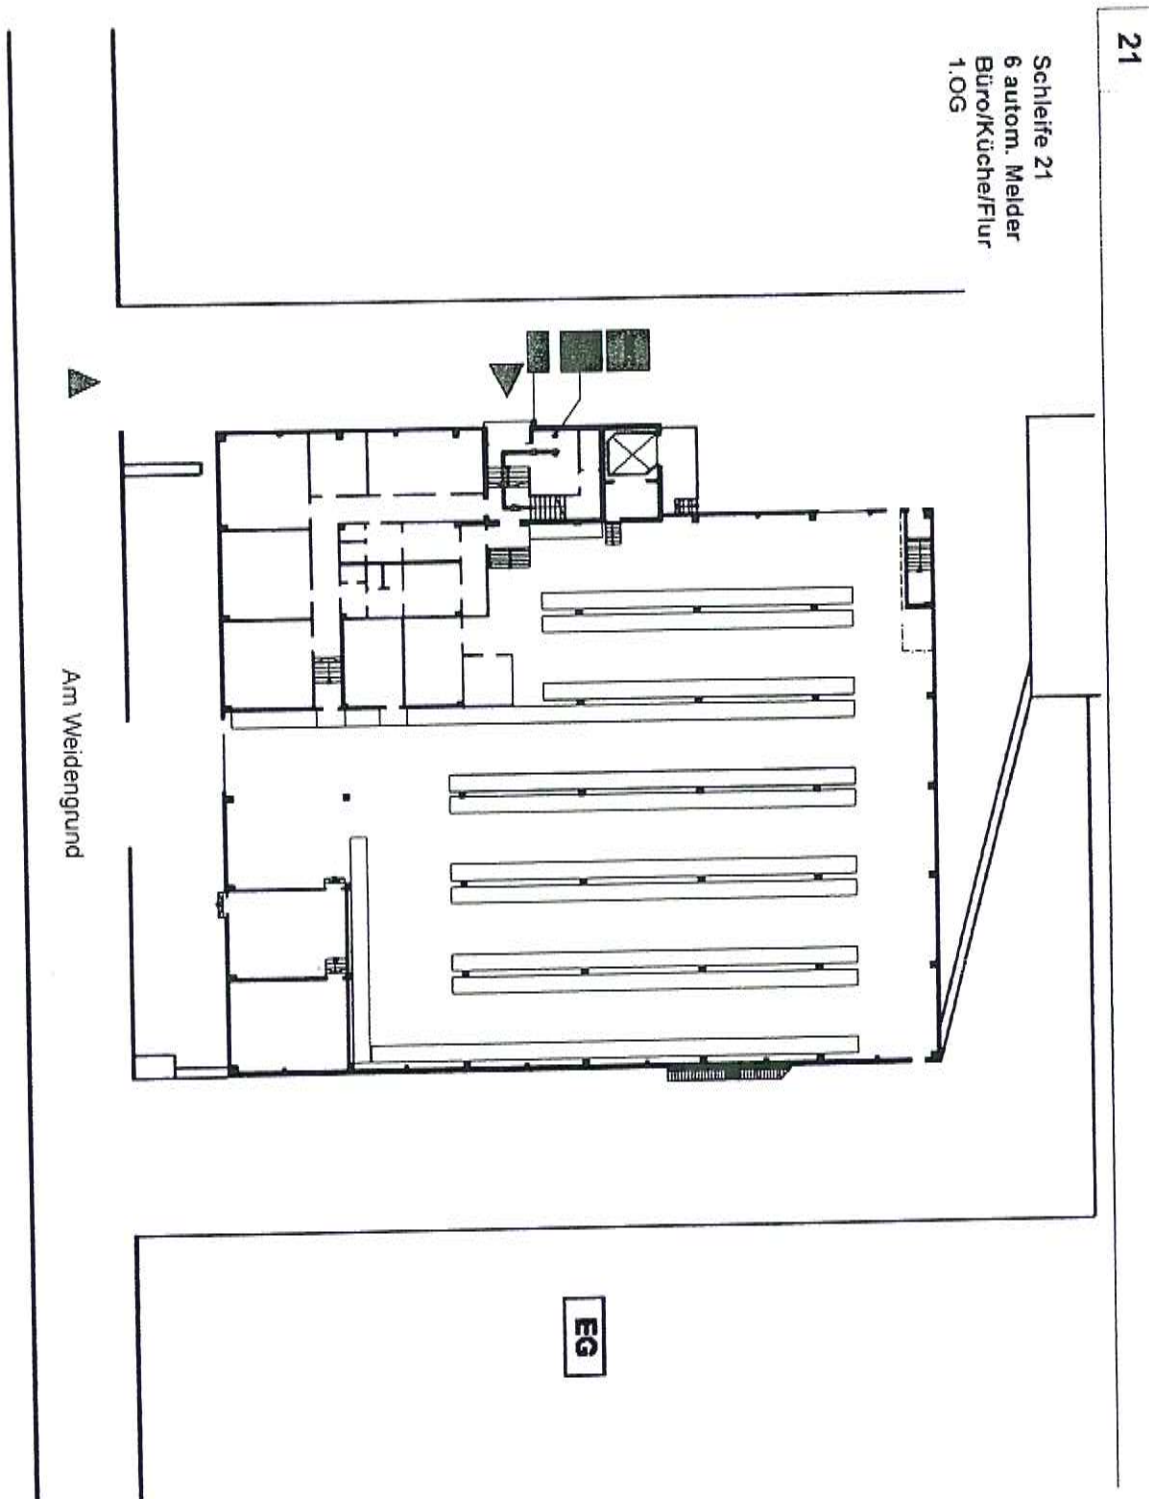 21
Schleife 21
6 autom. Melder
Büro/Küche/Flur
1.OG
Am Weidengrund
EG